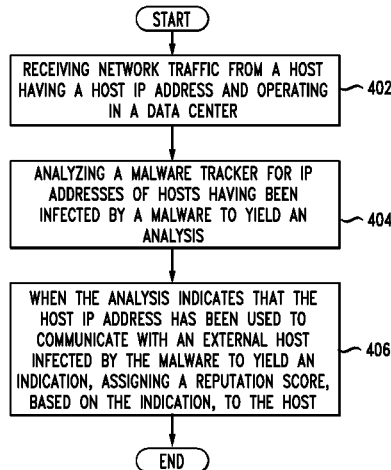 START
RECEIVING NETWORK TRAFFIC FROM A HOST
HAVING A HOST IP ADDRESS AND OPERATING
IN A DATA CENTER
402
ANALYZING A MALWARE TRACKER FOR IP
ADDRESSES OF HOSTS HAVING BEEN
INFECTED BY A MALWARE TO YIELD AN
ANALYSIS
404
WHEN THE ANALYSIS INDICATES THAT THE
HOST IP ADDRESS HAS BEEN USED TO
COMMUNICATE WITH AN EXTERNAL HOST
INFECTED BY THE MALWARE TO YIELD AN
INDICATION, ASSIGNING A REPUTATION SCORE,
BASED ON THE INDICATION, TO THE HOST
406
END